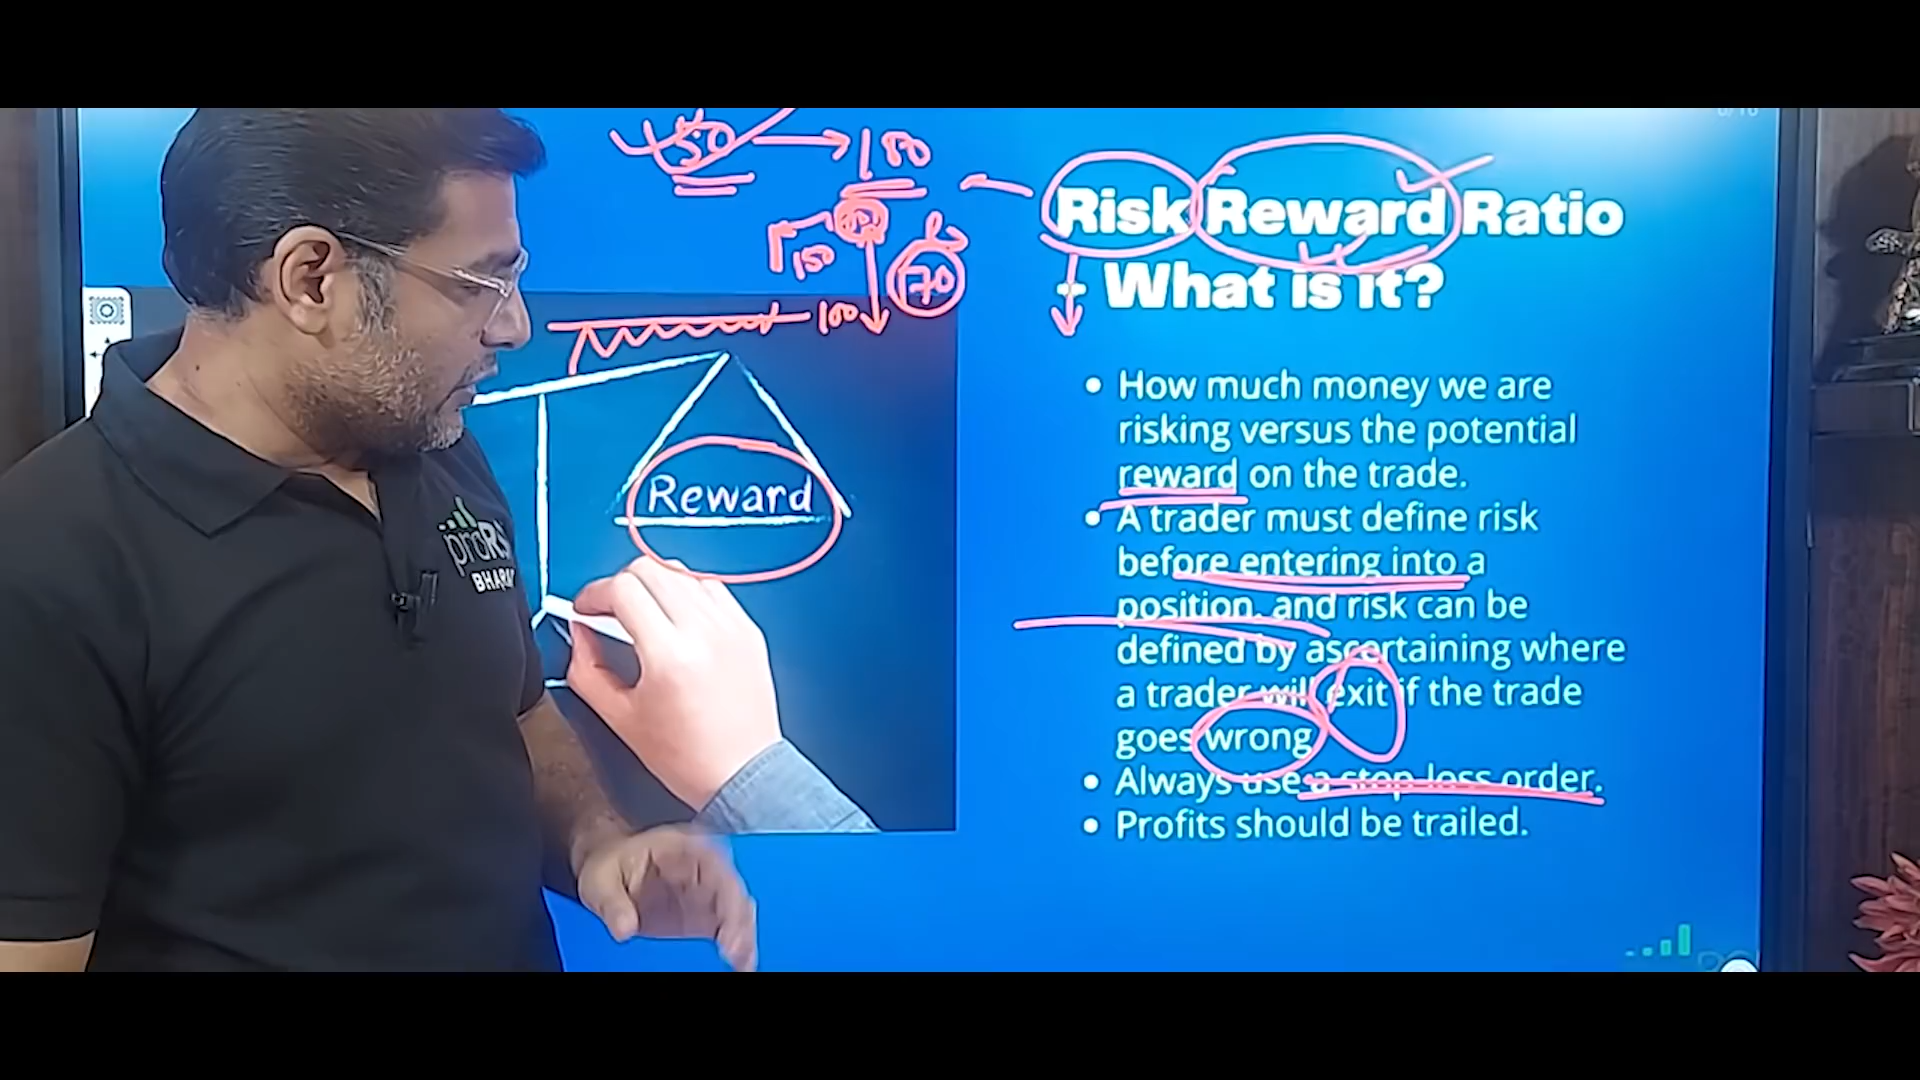 50
150
100
170
Risk Reward Ratio
- What is it?
Reward
• How much money we are
risking versus the potential
reward on the trade.
• A trader must define risk
before entering into a
position, and risk can be
defined by ascertaining where
a trader will exit if the trade
goes wrong
• Always use a stop loss order.
• Profits should be trailed.